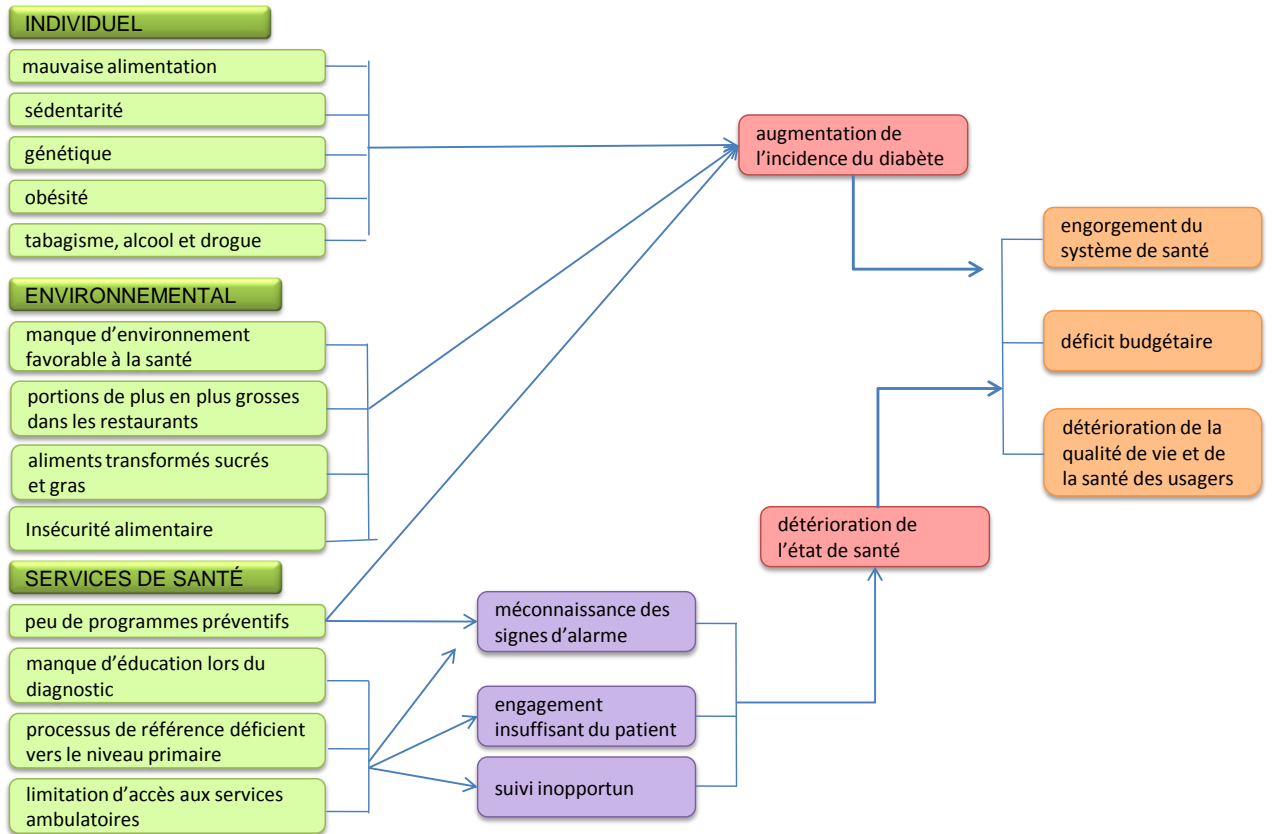 INDIVIDUEL
mauvaise alimentation
sédentarité
génétique
obésité
tabagisme, alcool et drogue
ENVIRONNEMENTAL
manque d’environnement
favorable à la santé
portions de plus en plus grosses
dans les restaurants
aliments transformés sucrés
et gras
Insécurité alimentaire
SERVICES DE SANTÉ
peu de programmes préventifs
manque d’éducation lors du
diagnostic
processus de référence déficient
vers le niveau primaire
limitation d’accès aux services
ambulatoires
méconnaissance des
signes d’alarme
engagement
insuffisant du patient
suivi inopportun
augmentation de
l’incidence du diabète
détérioration de
l’état de santé
engorgement du
système de santé
déficit budgétaire
détérioration de la
qualité de vie et de
la santé des usagers